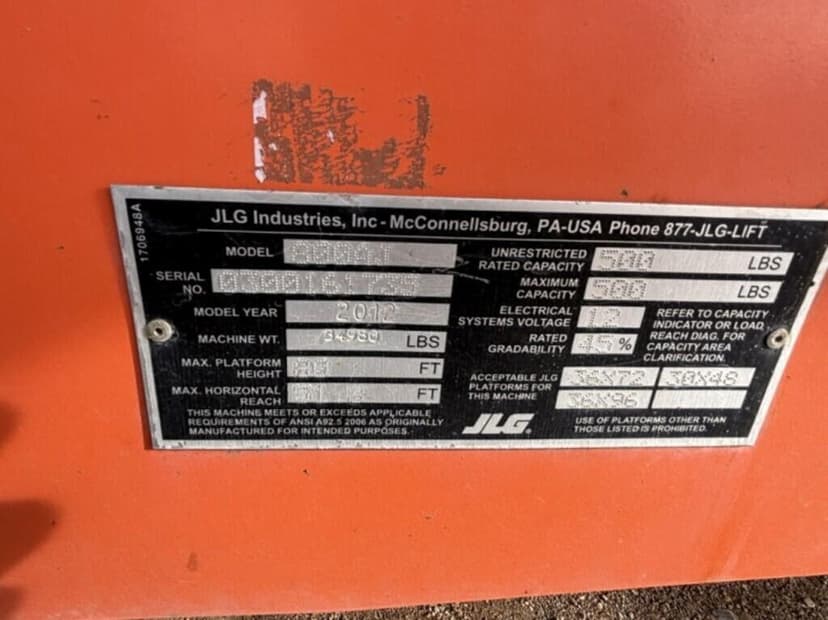 1706948A
JLG Industries, Inc - McConnellsburg, PA-USA Phone 877-JLG-LIFT
MODEL 800AJ
SERIAL NO.
MODEL YEAR 2012
MACHINE WT. LBS
MAX. PLATFORM HEIGHT FT
MAX. HORIZONTAL REACH FT
THIS MACHINE MEETS OR EXCEEDS APPLICABLE
REQUIREMENTS OF ANSI A92.5 2006 AS ORIGINALLY
MANUFACTURED FOR INTENDED PURPOSES.
UNRESTRICTED
RATED CAPACITY 500 LBS
MAXIMUM
CAPACITY 500 LBS
ELECTRICAL
SYSTEMS VOLTAGE 12
RATED
GRADABILITY 45 %
REFER TO CAPACITY
INDICATOR OR LOAD
REACH DIAG. FOR
CAPACITY AREA
CLARIFICATION.
ACCEPTABLE JLG
PLATFORMS FOR
THIS MACHINE
36X72 30X48
36X96
JLG®
USE OF PLATFORMS OTHER THAN
THOSE LISTED IS PROHIBITED.